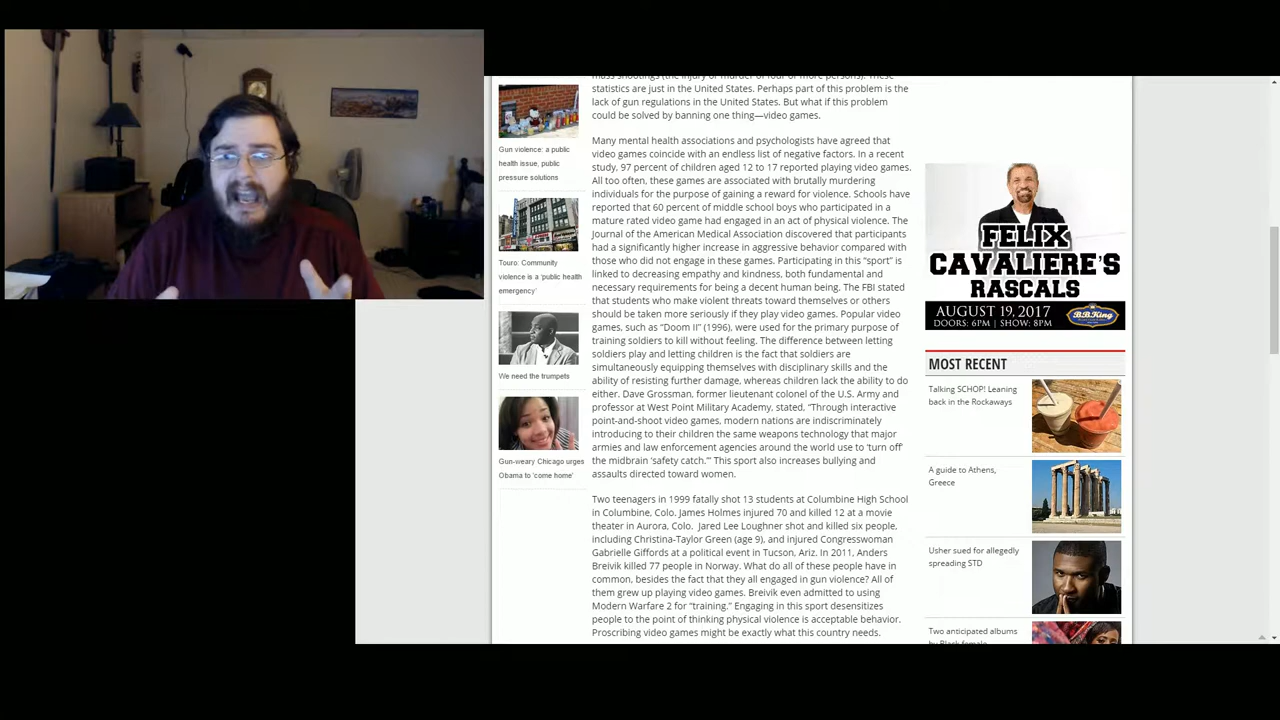 mass shootings (the injury or murder of four or more persons). These
statistics are just in the United States. Perhaps part of this problem is the
lack of gun regulations in the United States. But what if this problem
could be solved by banning one thing—video games.
Many mental health associations and psychologists have agreed that
video games coincide with an endless list of negative factors. In a recent
study, 97 percent of children aged 12 to 17 reported playing video games.
All too often, these games are associated with brutally murdering
individuals for the purpose of gaining a reward for violence. Schools have
reported that 60 percent of middle school boys who participated in a
mature rated video game had engaged in an act of physical violence. The
Journal of the American Medical Association discovered that participants
had a significantly higher increase in aggressive behavior compared with
those who did not engage in these games. Participating in this “sport” is
linked to decreasing empathy and kindness, both fundamental and
necessary requirements for being a decent human being. The FBI stated
that students who make violent threats toward themselves or others
should be taken more seriously if they play video games. Popular video
games, such as “Doom II” (1996), were used for the primary purpose of
training soldiers to kill without feeling. The difference between letting
soldiers play and letting children is the fact that soldiers are
simultaneously equipping themselves with disciplinary skills and the
ability of resisting further damage, whereas children lack the ability to do
either. Dave Grossman, former lieutenant colonel of the U.S. Army and
professor at West Point Military Academy, stated, “Through interactive
point-and-shoot video games, modern nations are indiscriminately
introducing to their children the same weapons technology that major
armies and law enforcement agencies around the world use to ‘turn off’
the midbrain ‘safety catch.’” This sport also increases bullying and
assaults directed toward women.
Two teenagers in 1999 fatally shot 13 students at Columbine High School
in Columbine, Colo. James Holmes injured 70 and killed 12 at a movie
theater in Aurora, Colo. Jared Lee Loughner shot and killed six people,
including Christina-Taylor Green (age 9), and injured Congresswoman
Gabrielle Giffords at a political event in Tucson, Ariz. In 2011, Anders
Breivik killed 77 people in Norway. What do all of these people have in
common, besides the fact that they all engaged in gun violence? All of
them grew up playing video games. Breivik even admitted to using
Modern Warfare 2 for “training.” Engaging in this sport desensitizes
people to the point of thinking physical violence is acceptable behavior.
Proscribing video games might be exactly what this country needs.
Gun violence: a public
health issue, public
pressure solutions
Touro: Community
violence is a ‘public health
emergency’
We need the trumpets
Gun-weary Chicago urges
Obama to ‘come home’
FELIX
CAVALIERE'S
RASCALS
AUGUST 19, 2017
DOORS: 6PM | SHOW: 8PM
B.B.King
MOST RECENT
Talking SCHOP! Leaning
back in the Rockaways
A guide to Athens,
Greece
Usher sued for allegedly
spreading STD
Two anticipated albums
by Black female